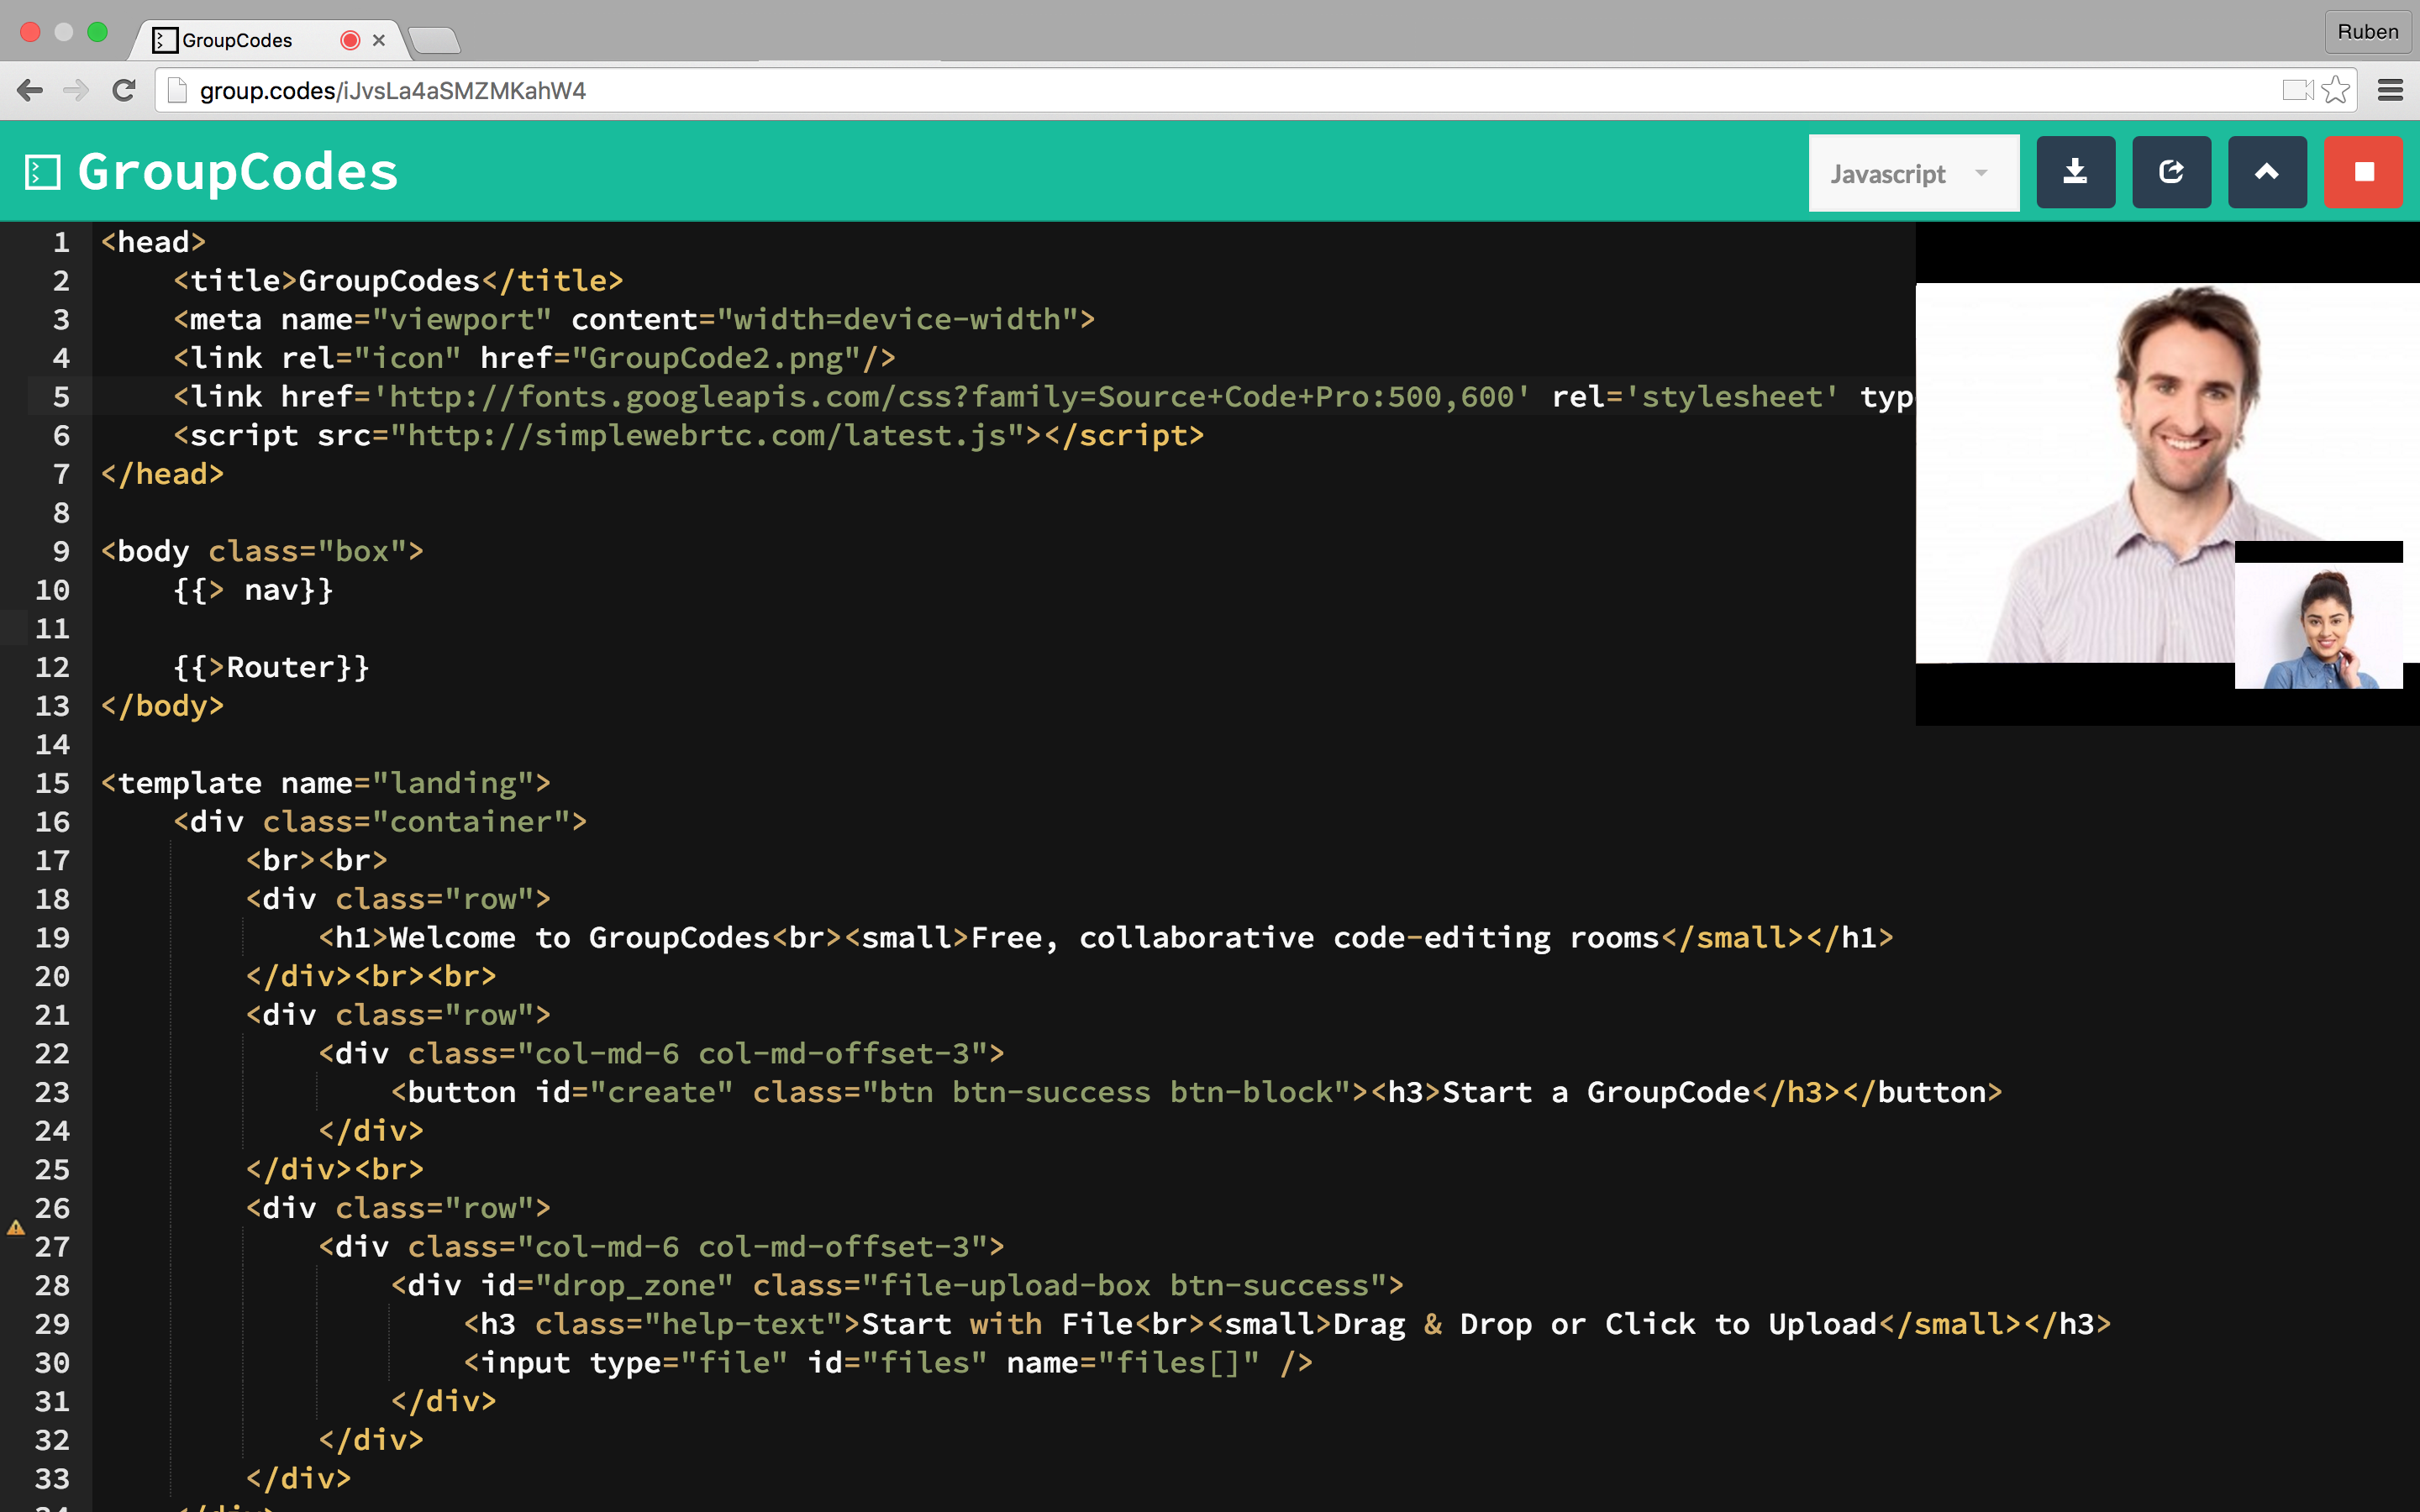 GroupCodes
Ruben
group.codes/iJvsLa4aSMZMKahW4
GroupCodes
Javascript
1 <head>
2 <title>GroupCodes</title>
3 <meta name="viewport" content="width=device-width">
4 <link rel="icon" href="GroupCode2.png"/>
5 <link href='http://fonts.googleapis.com/css?family=Source+Code+Pro:500,600' rel='stylesheet' typ
6 <script src="http://simplewebrtc.com/latest.js"></script>
7 </head>
8
9 <body class="box">
10 {{> nav}}
11
12 {{>Router}}
13 </body>
14
15 <template name="landing">
16 <div class="container">
17 <br><br>
18 <div class="row">
19 <h1>Welcome to GroupCodes<br><small>Free, collaborative code-editing rooms</small></h1>
20 </div><br><br>
21 <div class="row">
22 <div class="col-md-6 col-md-offset-3">
23 <button id="create" class="btn btn-success btn-block"><h3>Start a GroupCode</h3></button>
24 </div>
25 </div><br>
26 <div class="row">
27 <div class="col-md-6 col-md-offset-3">
28 <div id="drop_zone" class="file-upload-box btn-success">
29 <h3 class="help-text">Start with File<br><small>Drag & Drop or Click to Upload</small></h3>
30 <input type="file" id="files" name="files[]" />
31 </div>
32 </div>
33 </div>